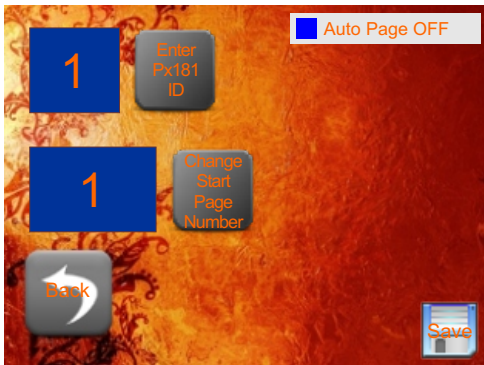 Auto Page OFF
1
Enter
Px181
ID
1
Change
Start
Page
Number
Back
Save